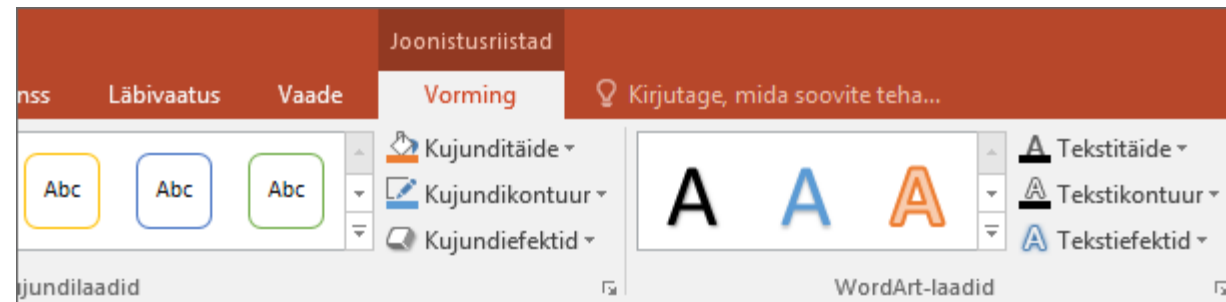 Joonistusriistad
nss Läbivaatus Vaade Vorming Kirjutage, mida soovite teha...
Abc Abc Abc
Kujunditäide
Kujundikontuur
Kujundiefektid
A A A
Tekstitäide
Tekstikontuur
Tekstiefektid
ujundilaadid WordArt-laadid